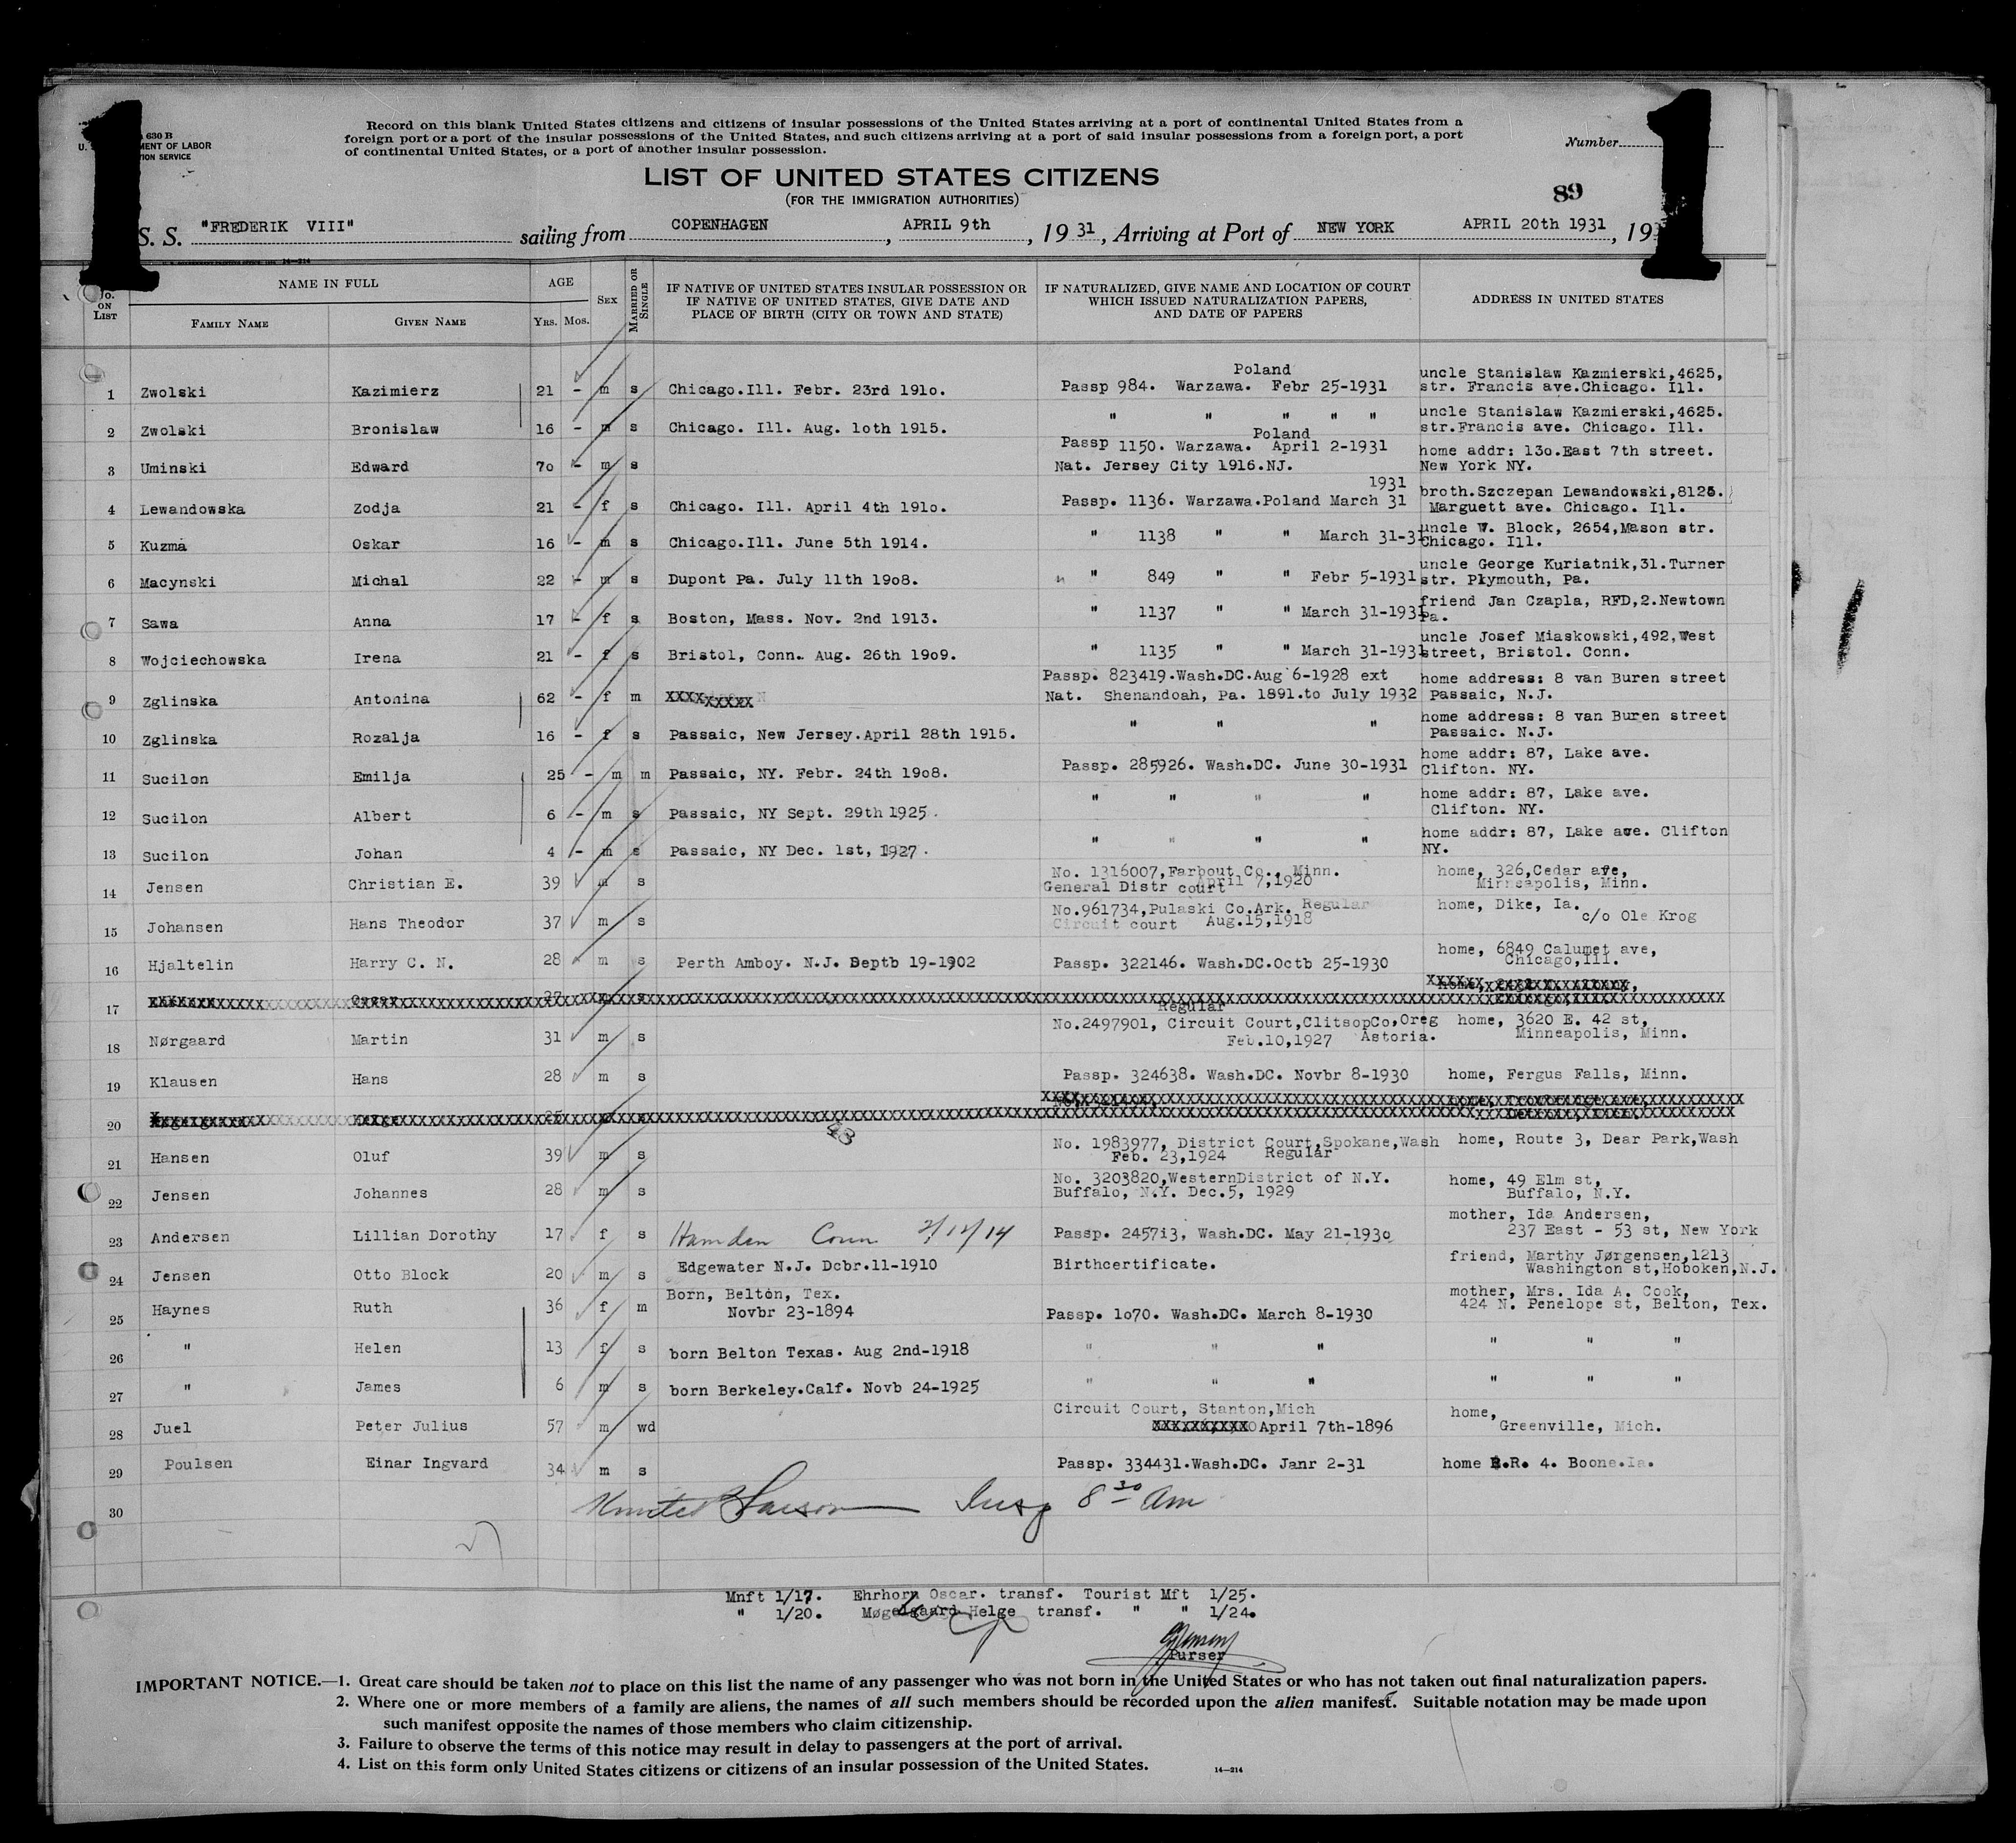 1 1
630 B
U. MENT OF LABOR
TION SERVICE
Record on this blank United States citizens and citizens of insular possessions of the United States arriving at a port of continental United States from a
foreign port or a port of the insular possessions of the United States, and such citizens arriving at a port of said insular possessions from a foreign port, a port
of continental United States, or a port of another insular possession.
Number
LIST OF UNITED STATES CITIZENS
(FOR THE IMMIGRATION AUTHORITIES)
89
S. S. "FREDERIK VIII" sailing from COPENHAGEN, APRIL 9th, 1931, Arriving at Port of NEW YORK APRIL 20th 1931, 19
No. ON LIST NAME IN FULL FAMILY NAME GIVEN NAME AGE YRS. MOS. SEX MARRIED OR SINGLE IF NATIVE OF UNITED STATES INSULAR POSSESSION OR IF NATIVE OF UNITED STATES, GIVE DATE AND PLACE OF BIRTH (CITY OR TOWN AND STATE) IF NATURALIZED, GIVE NAME AND LOCATION OF COURT WHICH ISSUED NATURALIZATION PAPERS, AND DATE OF PAPERS ADDRESS IN UNITED STATES
1 Zwolski Kazimierz 21 - m s Chicago.Ill. Febr. 23rd 191o. Passp 984. Warzawa. Poland Febr 25-1931 uncle Stanislaw Kazmierski,4625, str. Francis ave.Chicago. Ill.
2 Zwolski Bronislaw 16 - m s Chicago. Ill. Aug. 1oth 1915. " " " " " uncle Stanislaw Kazmierski,4625. str.Francis ave. Chicago. Ill.
3 Uminski Edward 7o - m s Passp 1150. Warzawa. Poland April 2-1931 Nat. Jersey City 1916.NJ. home addr: 13o.East 7th street. New York NY.
4 Lewandowska Zodja 21 - f s Chicago. Ill. April 4th 191o. Passp. 1136. Warzawa.Poland March 31 1931 broth.Szczepan Lewandowski,8126. Marguett ave. Chicago. Ill.
5 Kuzma Oskar 16 - m s Chicago.Ill. June 5th 1914. " 1138 " " March 31-31 uncle W. Block, 2654,Mason str. Chicago. Ill.
6 Macynski Michal 22 - m s Dupont Pa. July 11th 19o8. " 849 " " Febr 5-1931 uncle George Kuriatnik,31.Turner str. Plymouth, Pa.
7 Sawa Anna 17 - f s Boston, Mass. Nov. 2nd 1913. " 1137 " " March 31-1931 friend Jan Czapla, RFD,2.Newtown Pa.
8 Wojciechowska Irena 21 - f s Bristol, Conn. Aug. 26th 19o9. " 1135 " " March 31-1931 uncle Josef Miaskowski,492,West street, Bristol. Conn.
9 Zglinska Antonina 62 - f m Passp. 823419.Wash.DC.Aug 6-1928 ext Nat. Shenandoah, Pa. 1891.to July 1932 home address: 8 van Buren street Passaic, N.J.
10 Zglinska Rozalja 16 - f s Passaic, New Jersey.April 28th 1915. " " " home address: 8 van Buren street Passaic. N.J.
11 Sucilon Emilja 25 - m m Passaic, NY. Febr. 24th 19o8. Passp. 285926. Wash.DC. June 30-1931 home addr: 87, Lake ave. Clifton. NY.
12 Sucilon Albert 6 - m s Passaic, NY Sept. 29th 1925. " " " " home addr: 87, Lake ave. Clifton. NY.
13 Sucilon Johan 4 - m s Passaic, NY Dec. 1st, 1927. " " " " home addr: 87, Lake ave. Clifton NY.
14 Jensen Christian E. 39 m s No. 1316007,Farbout Co., Minn. General Distr court April 7,1920 home, 326,Cedar ave, Minneapolis, Minn.
15 Johansen Hans Theodor 37 m s No.961734,Pulaski Co.Ark. Regular Circuit court Aug.15,1918 home, Dike, Ia. c/o Ole Krog
16 Hjaltelin Harry C. N. 28 m s Perth Amboy. N.J. Septb 19-1902 Passp. 322146. Wash.DC.Octb 25-1930 home, 6849 Calumet ave, Chicago,Ill.
17
18 Nørgaard Martin 31 m s No.2497901, Regular Circuit Court,ClitsopCo,Oreg Feb.10,1927 Astoria. home, 3620 E. 42 st, Minneapolis, Minn.
19 Klausen Hans 28 m s Passp. 324638. Wash.DC. Novbr 8-1930 home, Fergus Falls, Minn.
20
43
21 Hansen Oluf 39 m s No. 1983977, District Court,Spokane,Wash Feb. 23,1924 Regular home, Route 3, Dear Park,Wash
22 Jensen Johannes 28 m s No. 3203820,WesternDistrict of N.Y. Buffalo, N.Y. Dec.5, 1929 home, 49 Elm st, Buffalo, N.Y.
23 Andersen Lillian Dorothy 17 f s Hamden Conn 2/12/14 Passp. 245713, Wash.DC. May 21-193o mother, Ida Andersen, 237 East - 53 st, New York
24 Jensen Otto Block 20 m s Edgewater N.J. Dcbr.11-1910 Birthcertificate. friend, Marthy Jørgensen,1213 Washington st,Hoboken,N.J.
25 Haynes Ruth 36 f m Born, Belton, Tex. Novbr 23-1894 Passp. 1o70. Wash.DC. March 8-1930 mother, Mrs. Ida A. Cook, 424 N. Penelope st, Belton, Tex.
26 " Helen 13 f s born Belton Texas. Aug 2nd-1918 " " " " " "
27 " James 6 m s born Berkeley.Calf. Novb 24-1925 " " " " " "
28 Juel Peter Julius 57 m wd Circuit Court, Stanton,Mich April 7th-1896 home, Greenville, Mich.
29 Poulsen Einar Ingvard 34 m s Passp. 334431.Wash.DC. Janr 2-31 home R.R. 4. Boone.Ia.
30 Insp 8 30 am
Mnft 1/17. Ehrhorn Oscar. transf. Tourist Mft 1/25.
" 1/20. Møgelgaard Helge transf. " " 1/24.
Purser
IMPORTANT NOTICE.—1. Great care should be taken not to place on this list the name of any passenger who was not born in the United States or who has not taken out final naturalization papers.
2. Where one or more members of a family are aliens, the names of all such members should be recorded upon the alien manifest. Suitable notation may be made upon
such manifest opposite the names of those members who claim citizenship.
3. Failure to observe the terms of this notice may result in delay to passengers at the port of arrival.
4. List on this form only United States citizens or citizens of an insular possession of the United States.
14—214